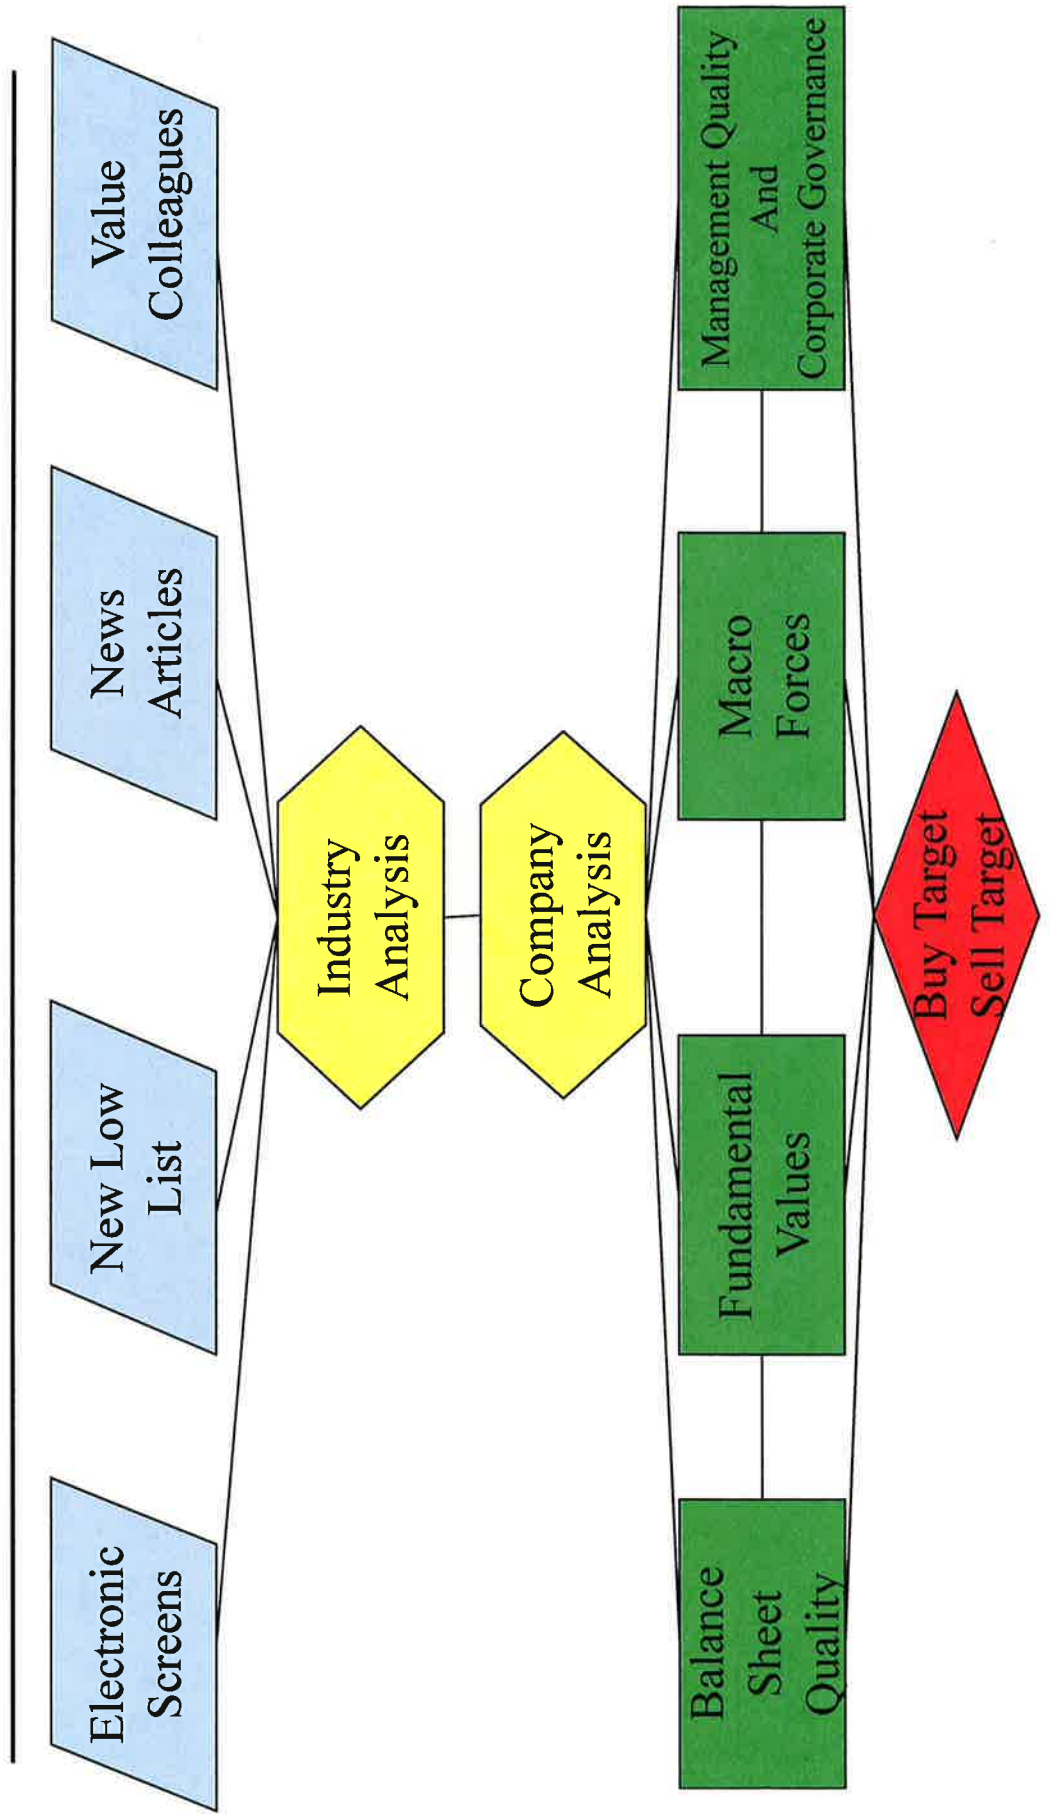 Electronic
Screens
New Low
List
News
Articles
Value
Colleagues
Industry
Analysis
Company
Analysis
Balance
Sheet
Quality
Fundamental
Values
Macro
Forces
Management Quality
And
Corporate Governance
Buy Target
Sell Target